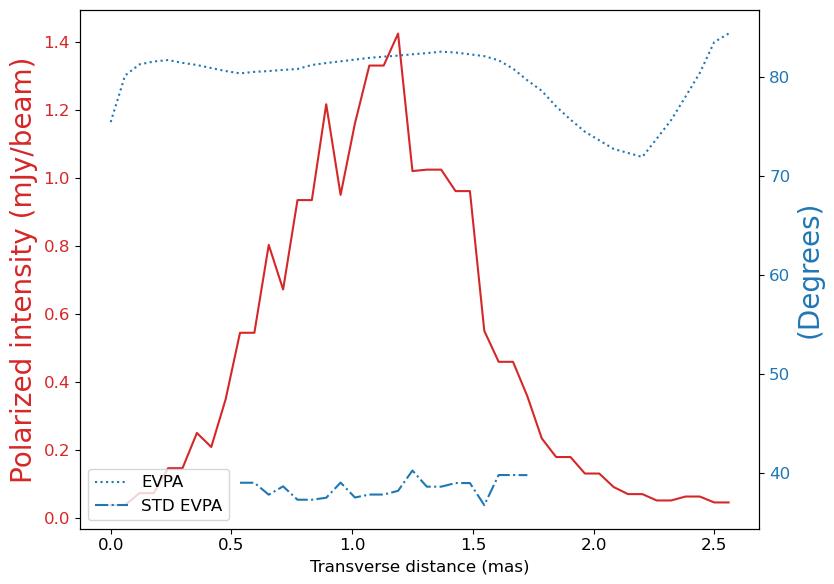 Polarized intensity (mJy/beam)
1.4
1.2
1.0
0.8
0.6
0.4
0.2
0.0
EVPA
STD EVPA
80
70
60
50
40
(Degrees)
0.0 0.5 1.0 1.5 2.0 2.5
Transverse distance (mas)